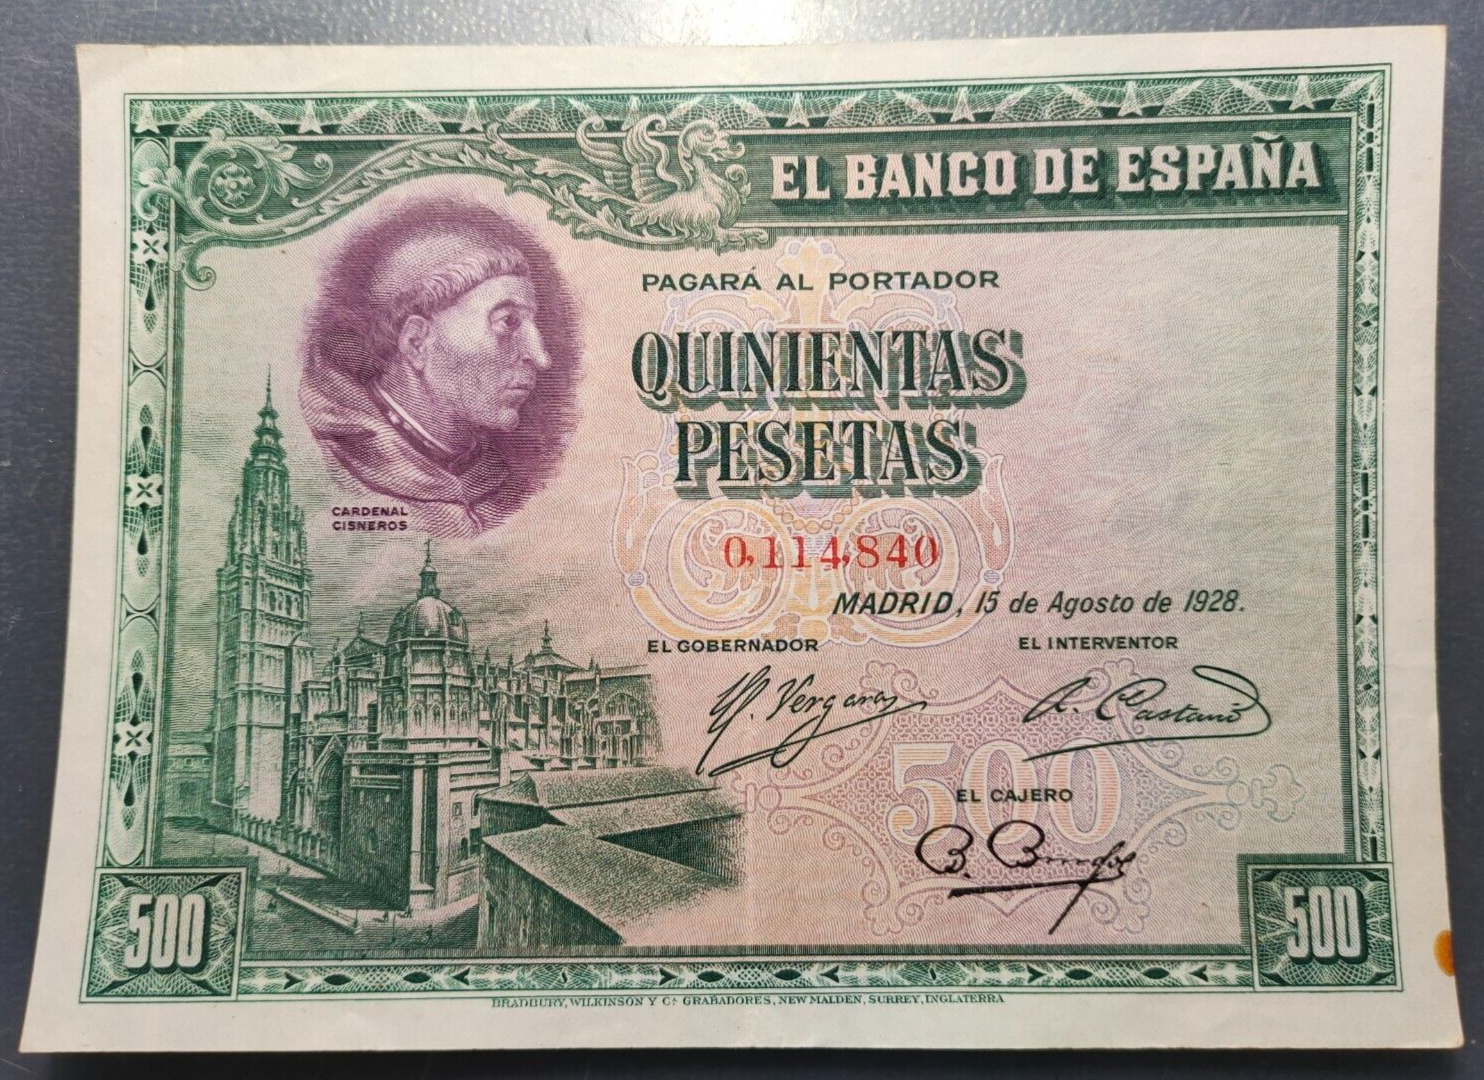 EL BANCO DE ESPAÑA
PAGARÁ AL PORTADOR
QUINIENTAS
PESETAS
CARDENAL
CISNEROS
0,114,840
MADRID, 15 de Agosto de 1928.
EL GOBERNADOR EL INTERVENTOR
Vergara
500
EL CAJERO
B.
500 500
BRADBURY, WILKINSON Y Cª GRABADORES, NEW MALDEN, SURREY, INGLATERRA